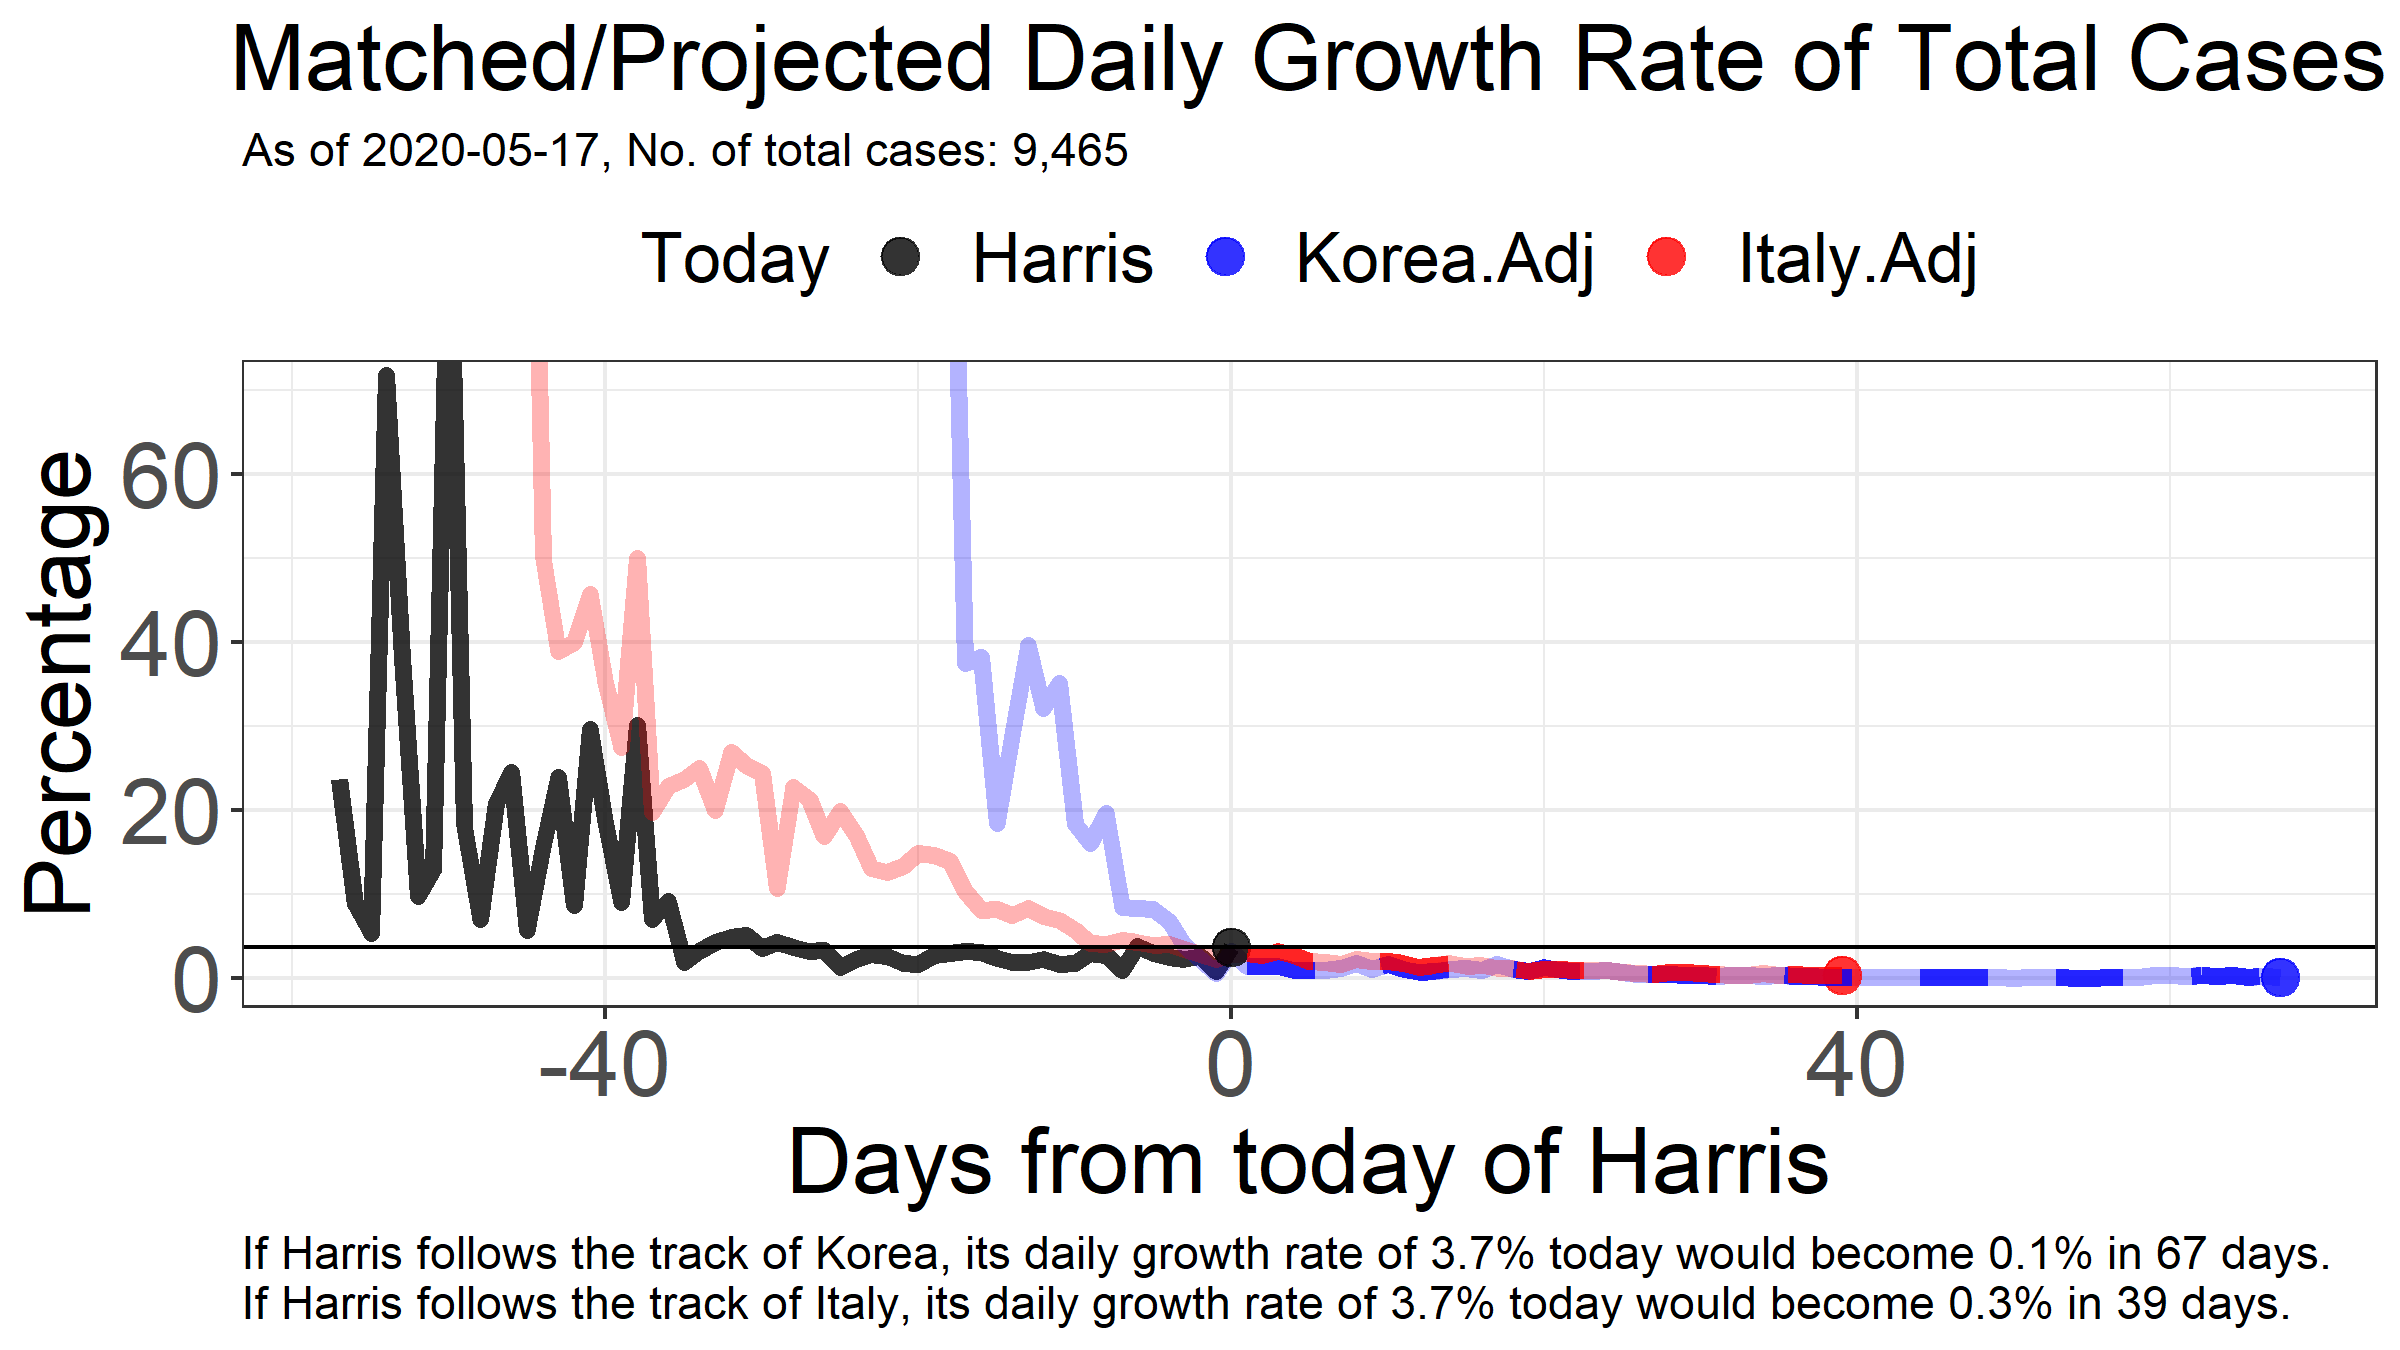 Matched/Projected Daily Growth Rate of Total Cases
As of 2020-05-17, No. of total cases: 9,465
Today Harris Korea.Adj Italy.Adj
Percentage
60
40
20
0
-40 0 40
Days from today of Harris
If Harris follows the track of Korea, its daily growth rate of 3.7% today would become 0.1% in 67 days.
If Harris follows the track of Italy, its daily growth rate of 3.7% today would become 0.3% in 39 days.